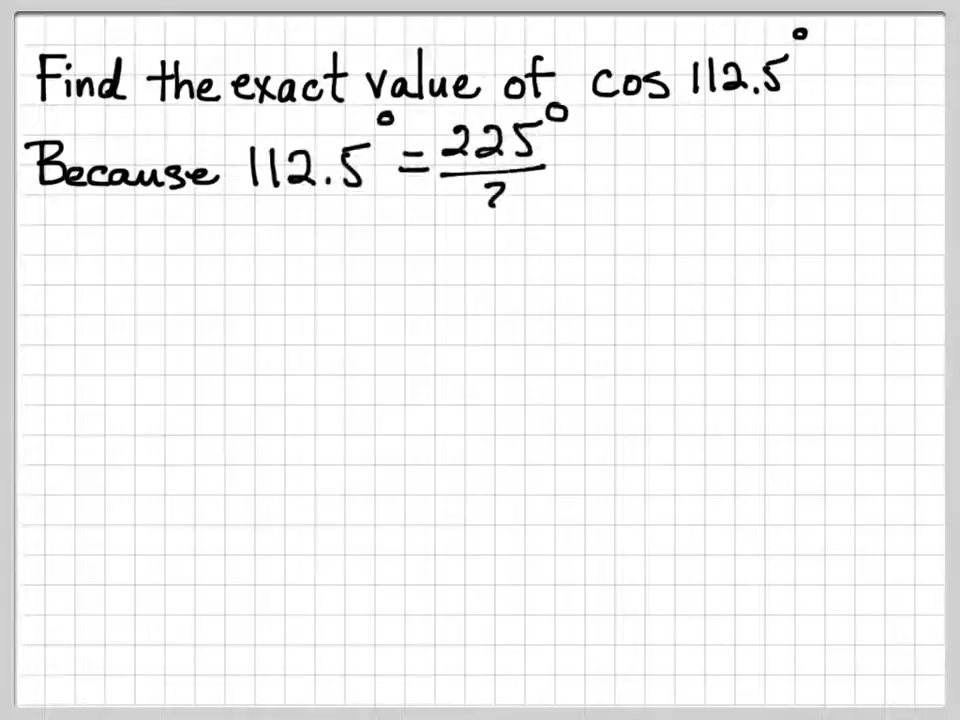 Find the exact value of cos 112.5°
Because 112.5° = 225° / 2